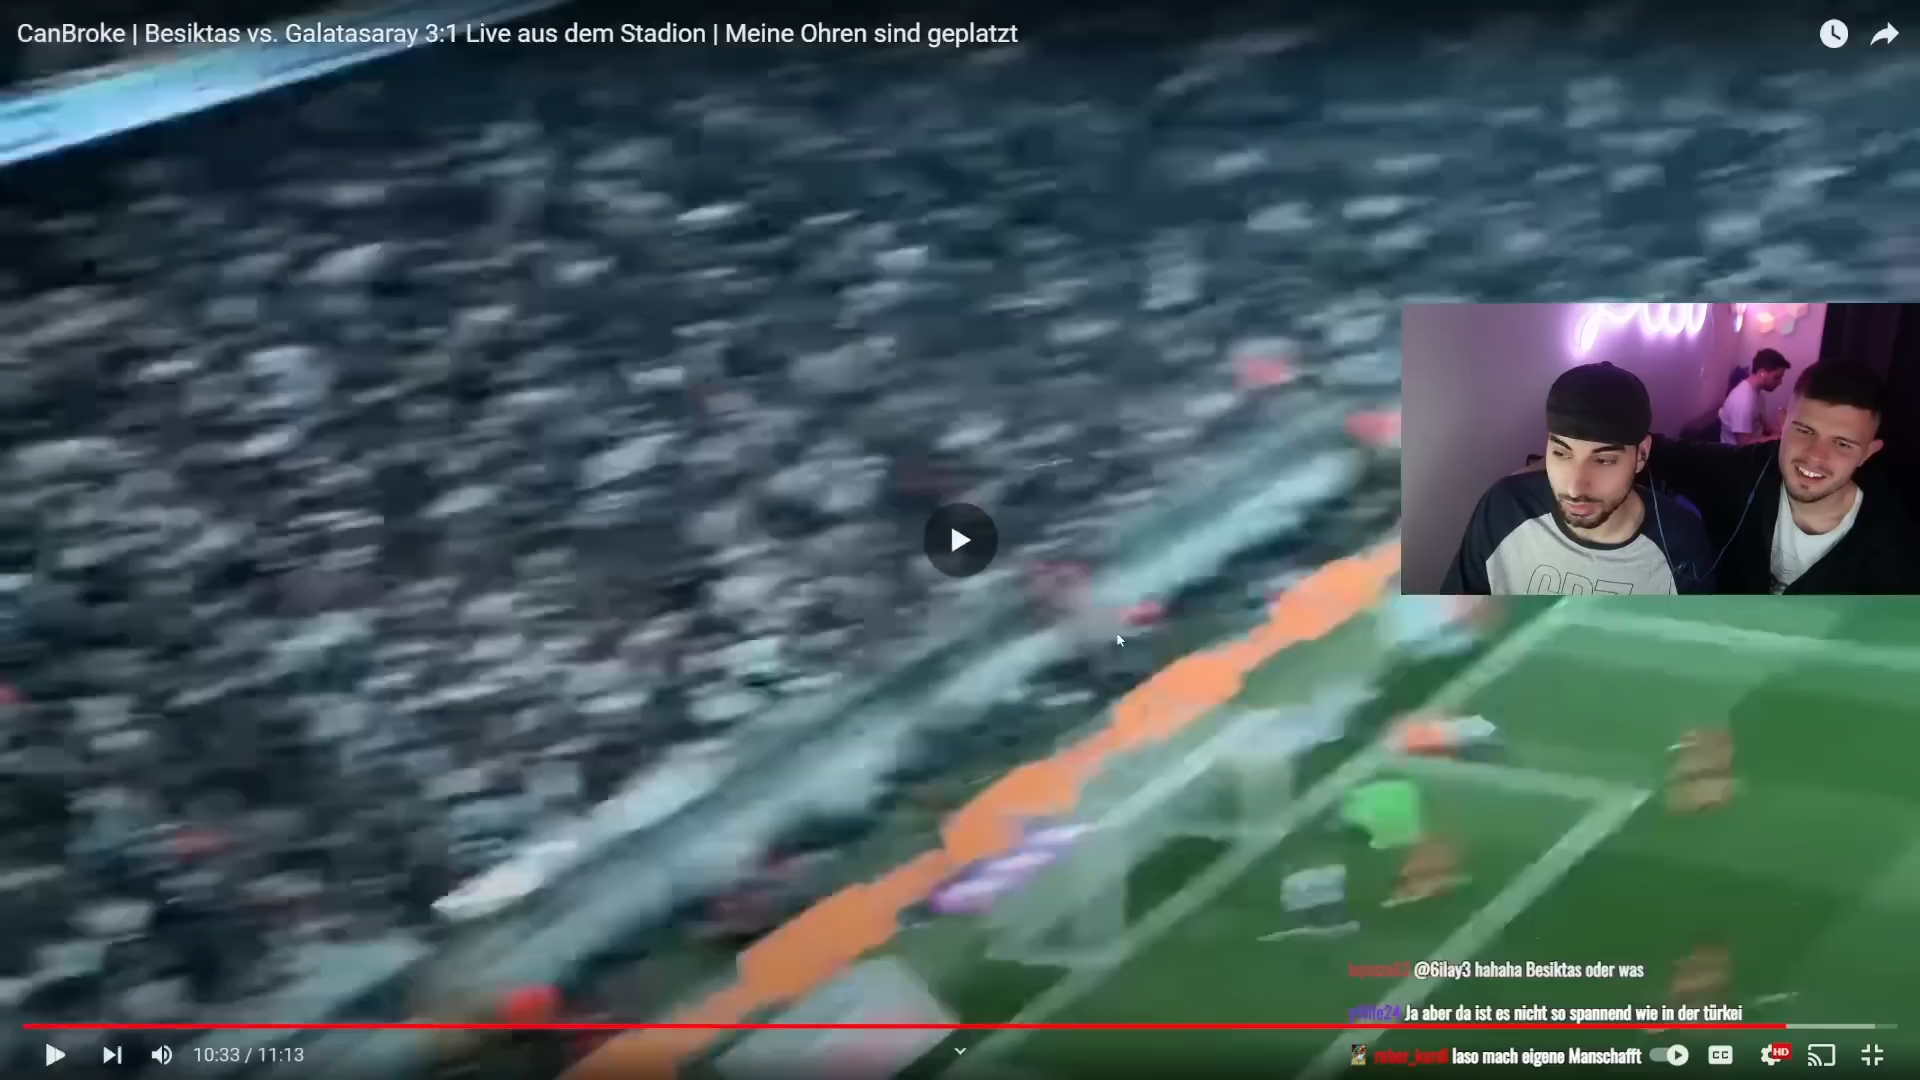 CanBroke | Besiktas vs. Galatasaray 3:1 Live aus dem Stadion | Meine Ohren sind geplatzt
@6ilay3 hahaha Besiktas oder was
Ja aber da ist es nicht so spannend wie in der türkei
laso mach eigene Manschafft
10:33 / 11:13
CC
HD